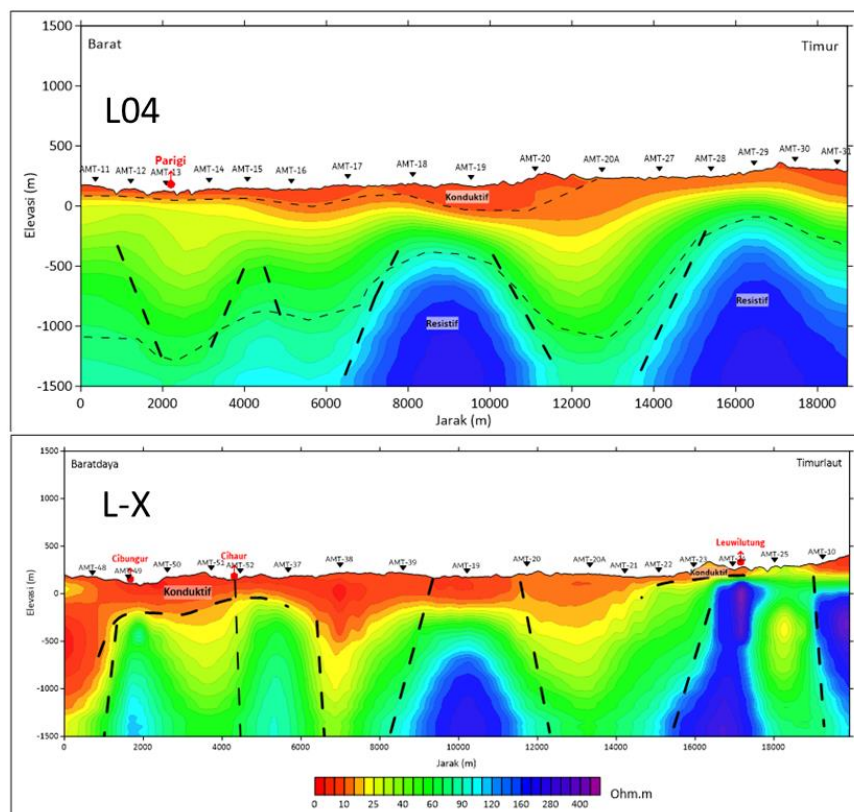 1500
Barat
Timur
1000
L04
500
Parigi
AMT-11 AMT-12 AMT-13 AMT-14 AMT-15 AMT-16 AMT-17 AMT-18 AMT-19 AMT-20 AMT-20A AMT-27 AMT-28 AMT-29 AMT-30 AMT-31
Elevasi (m)
0
Konduktif
-500
-1000
Resistif
Resistif
-1500
0 2000 4000 6000 8000 10000 12000 14000 16000 18000
Jarak (m)
1500
Baratdaya
Timurlaut
1000
L-X
500
Cibungur
Cihaur
Leuwilutung
AMT-48 AMT-49 AMT-50 AMT-51 AMT-52 AMT-37 AMT-38 AMT-39 AMT-19 AMT-20 AMT-20A AMT-21 AMT-22 AMT-23 AMT-25 AMT-10
Elevasi (m)
0
Konduktif
Konduktif
-500
-1000
-1500
0 2000 4000 6000 8000 10000 12000 14000 16000 18000
Jarak (m)
0 10 25 40 60 90 120 160 280 400
Ohm.m